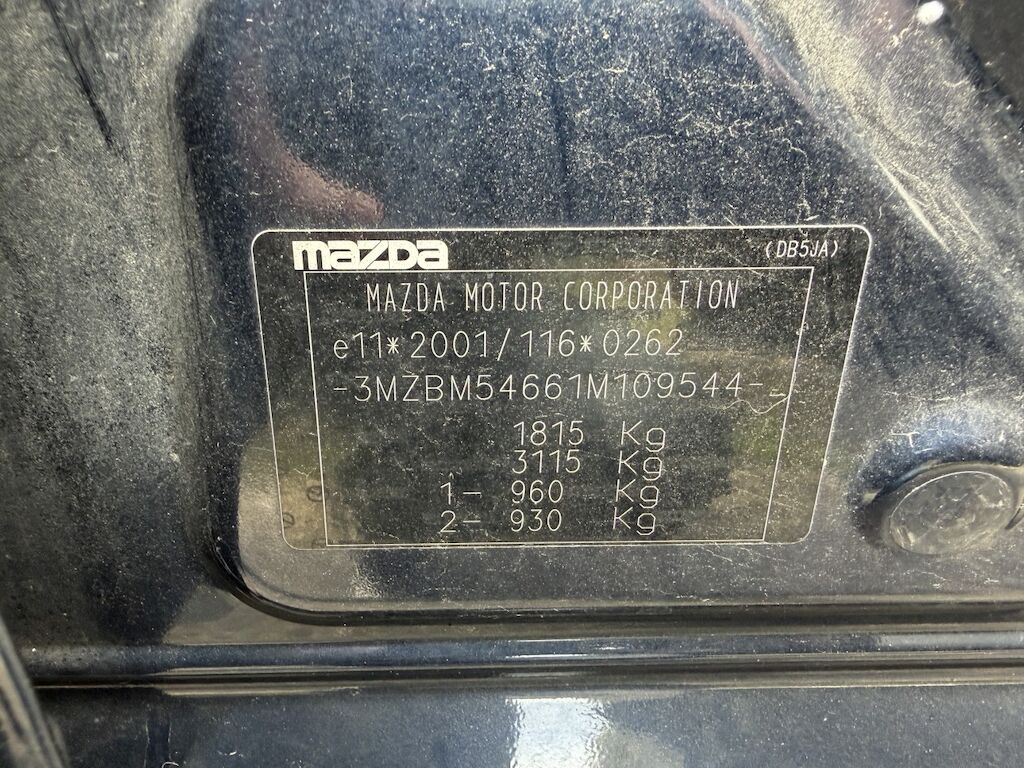 mazda (DB5JA)
MAZDA MOTOR CORPORATION
e11*2001/116*0262
-3MZBM54661M109544-
1815 Kg
3115 Kg
1- 960 Kg
2- 930 Kg